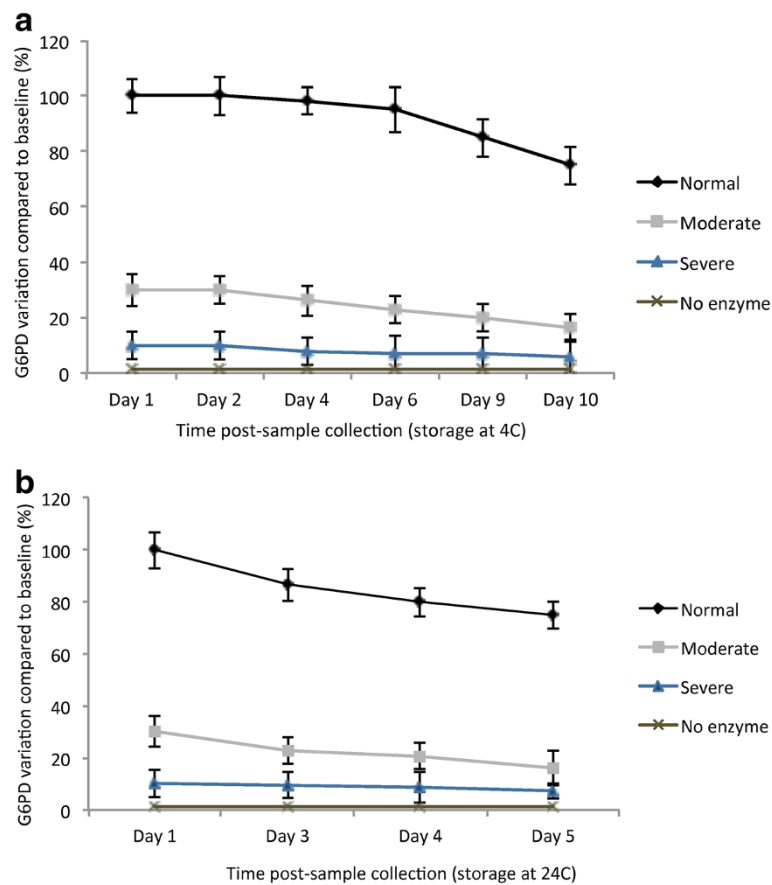 a
G6PD variation compared to baseline (%)
120
100
80
60
40
20
0
Day 1 Day 2 Day 4 Day 6 Day 9 Day 10
Time post-sample collection (storage at 4C)
Normal
Moderate
Severe
No enzyme
b
G6PD variation compared to baseline (%)
120
100
80
60
40
20
0
Day 1 Day 3 Day 4 Day 5
Time post-sample collection (storage at 24C)
Normal
Moderate
Severe
No enzyme